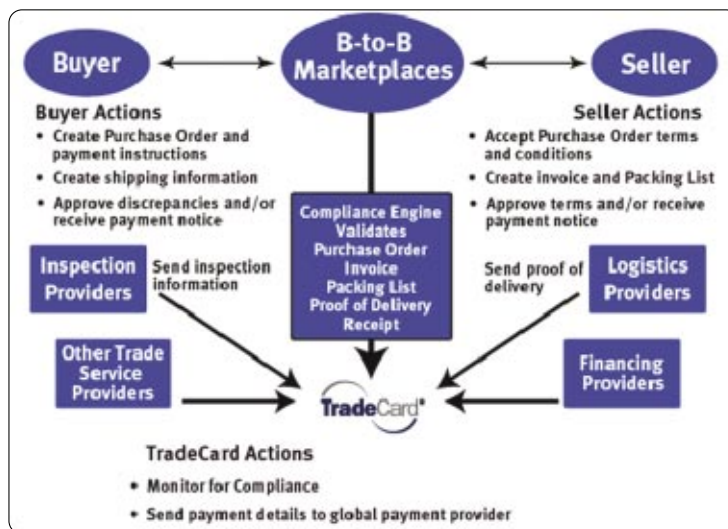 Buyer
B-to-B
Marketplaces
Seller
Buyer Actions
• Create Purchase Order and
payment instructions
• Create shipping information
• Approve discrepancies and/or
receive payment notice
Seller Actions
• Accept Purchase Order terms
and conditions
• Create invoice and Packing List
• Approve terms and/or receive
payment notice
Compliance Engine
Validates
Purchase Order
Invoice
Packing List
Proof of Delivery
Receipt
Inspection
Providers
Send inspection
information
Send proof of
delivery
Logistics
Providers
Other Trade
Service
Providers
TradeCard®
Financing
Providers
TradeCard Actions
• Monitor for Compliance
• Send payment details to global payment provider